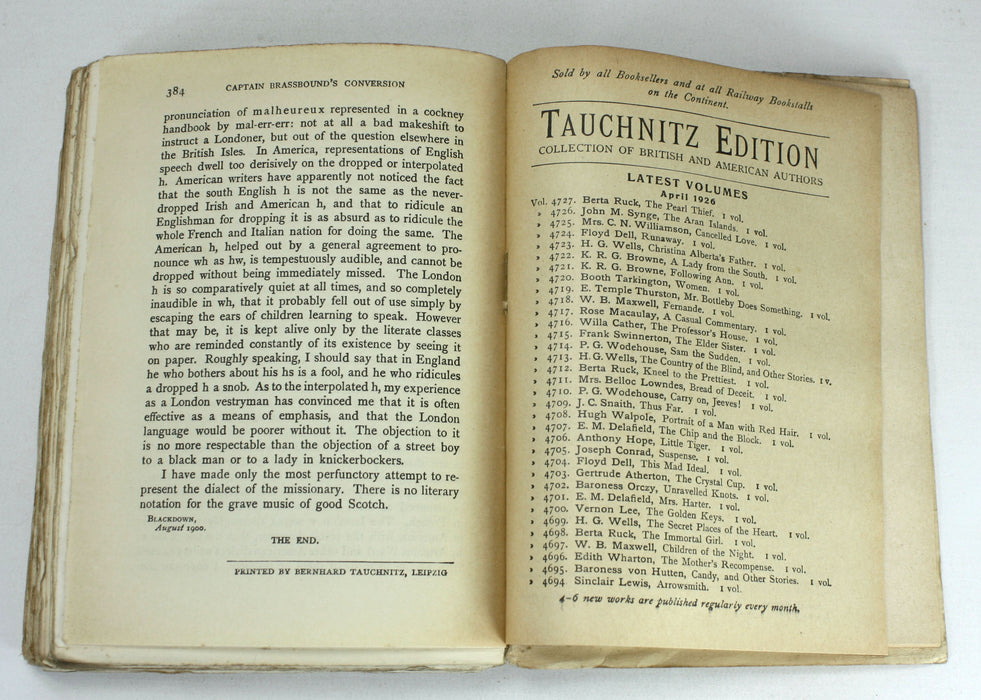 384
CAPTAIN BRASSBOUND'S CONVERSION
pronunciation of malheureux represented in a cockney
handbook by mal-err-err: not at all a bad makeshift to
instruct a Londoner, but out of the question elsewhere in
the British Isles. In America, representations of English
speech dwell too derisively on the dropped or interpolated
h. American writers have apparently not noticed the fact
that the south English h is not the same as the never-
dropped Irish and American h, and that to ridicule an
Englishman for dropping it is as absurd as to ridicule the
whole French and Italian nation for doing the same. The
American h, helped out by a general agreement to pro-
nounce wh as hw, is tempestuously audible, and cannot be
dropped without being immediately missed. The London
h is so comparatively quiet at all times, and so completely
inaudible in wh, that it probably fell out of use simply by
escaping the ears of children learning to speak. However
that may be, it is kept alive only by the literate classes
who are reminded constantly of its existence by seeing it
on paper. Roughly speaking, I should say that in England
he who bothers about his hs is a fool, and he who ridicules
a dropped h a snob. As to the interpolated h, my experience
as a London vestryman has convinced me that it is often
effective as a means of emphasis, and that the London
language would be poorer without it. The objection to it
is no more respectable than the objection of a street boy
to a black man or to a lady in knickerbockers.
I have made only the most perfunctory attempt to re-
present the dialect of the missionary. There is no literary
notation for the grave music of good Scotch.
BLACKDOWN,
August 1900.
THE END.
PRINTED BY BERNHARD TAUCHNITZ, LEIPZIG
Sold by all Booksellers and at all Railway Bookstalls
on the Continent.
TAUCHNITZ EDITION
COLLECTION OF BRITISH AND AMERICAN AUTHORS
LATEST VOLUMES
April 1926
Vol. 4727. Berta Ruck, The Pearl Thief. 1 vol.
» 4726. John M. Synge, The Aran Islands. 1 vol.
» 4725. Mrs. C. N. Williamson, Cancelled Love. 1 vol.
» 4724. Floyd Dell, Runaway. 1 vol.
» 4723. H. G. Wells, Christina Alberta's Father. 1 vol.
» 4722. K. R. G. Browne, A Lady from the South. 1 vol.
» 4721. K. R. G. Browne, Following Ann. 1 vol.
» 4720. Booth Tarkington, Women. 1 vol.
» 4719. E. Temple Thurston, Mr. Bottleby Does Something. 1 vol.
» 4718. W. B. Maxwell, Fernande. 1 vol.
» 4717. Rose Macaulay, A Casual Commentary. 1 vol.
» 4716. Willa Cather, The Professor's House. 1 vol.
» 4715. Frank Swinnerton, The Elder Sister. 1 vol.
» 4714. P. G. Wodehouse, Sam the Sudden. 1 vol.
» 4713. H. G. Wells, The Country of the Blind, and Other Stories. 1 v.
» 4712. Berta Ruck, Kneel to the Prettiest. 1 vol.
» 4711. Mrs. Belloc Lowndes, Bread of Deceit. 1 vol.
» 4710. P. G. Wodehouse, Carry on, Jeeves! 1 vol.
» 4709. J. C. Snaith, Thus Far. 1 vol.
» 4708. Hugh Walpole, Portrait of a Man with Red Hair. 1 vol.
» 4707. E. M. Delafield, The Chip and the Block. 1 vol.
» 4706. Anthony Hope, Little Tiger. 1 vol.
» 4705. Joseph Conrad, Suspense. 1 vol.
» 4704. Floyd Dell, This Mad Ideal. 1 vol.
» 4703. Gertrude Atherton, The Crystal Cup. 1 vol.
» 4702. Baroness Orczy, Unravelled Knots. 1 vol.
» 4701. E. M. Delafield, Mrs. Harter. 1 vol.
» 4700. Vernon Lee, The Golden Keys. 1 vol.
» 4699. H. G. Wells, The Secret Places of the Heart. 1 vol.
» 4698. Berta Ruck, The Immortal Girl. 1 vol.
» 4697. W. B. Maxwell, Children of the Night. 1 vol.
» 4696. Edith Wharton, The Mother's Recompense. 1 vol.
» 4695. Baroness von Hutten, Candy, and Other Stories. 1 vol.
» 4694 Sinclair Lewis, Arrowsmith. 1 vol.
4-6 new works are published regularly every month.